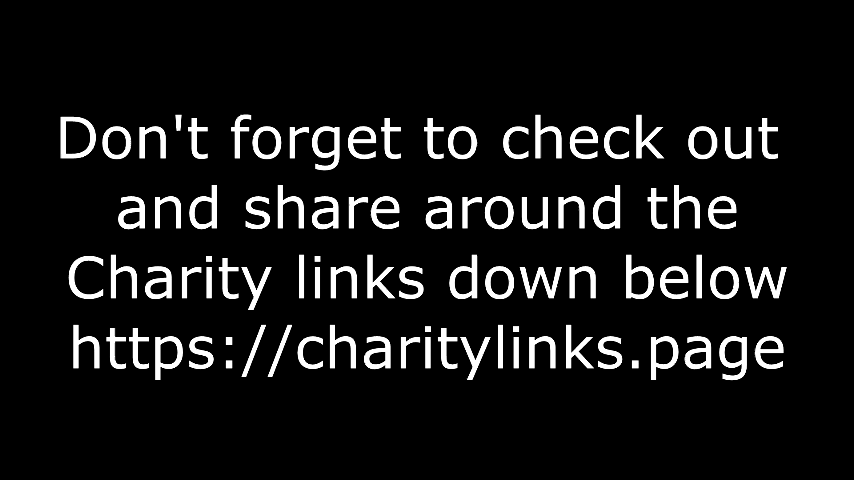 Don't forget to check out
and share around the
Charity links down below
https://charitylinks.page